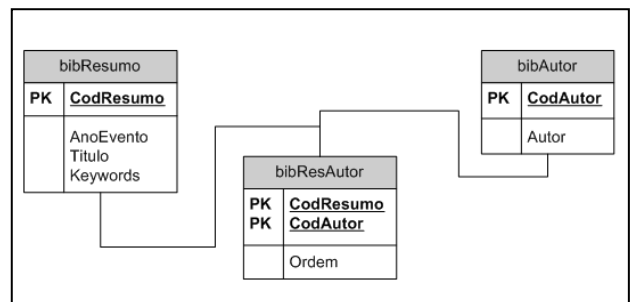 bibResumo
PK CodResumo
AnoEvento
Titulo
Keywords
bibAutor
PK CodAutor
Autor
bibResAutor
PK CodResumo
PK CodAutor
Ordem